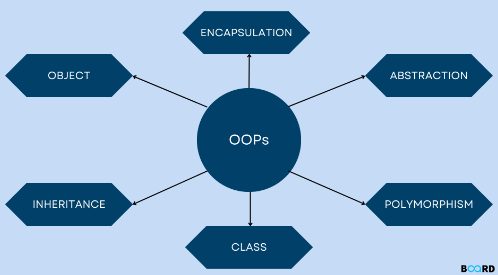 ENCAPSULATION
OBJECT
ABSTRACTION
OOPs
INHERITANCE
POLYMORPHISM
CLASS
BOARD